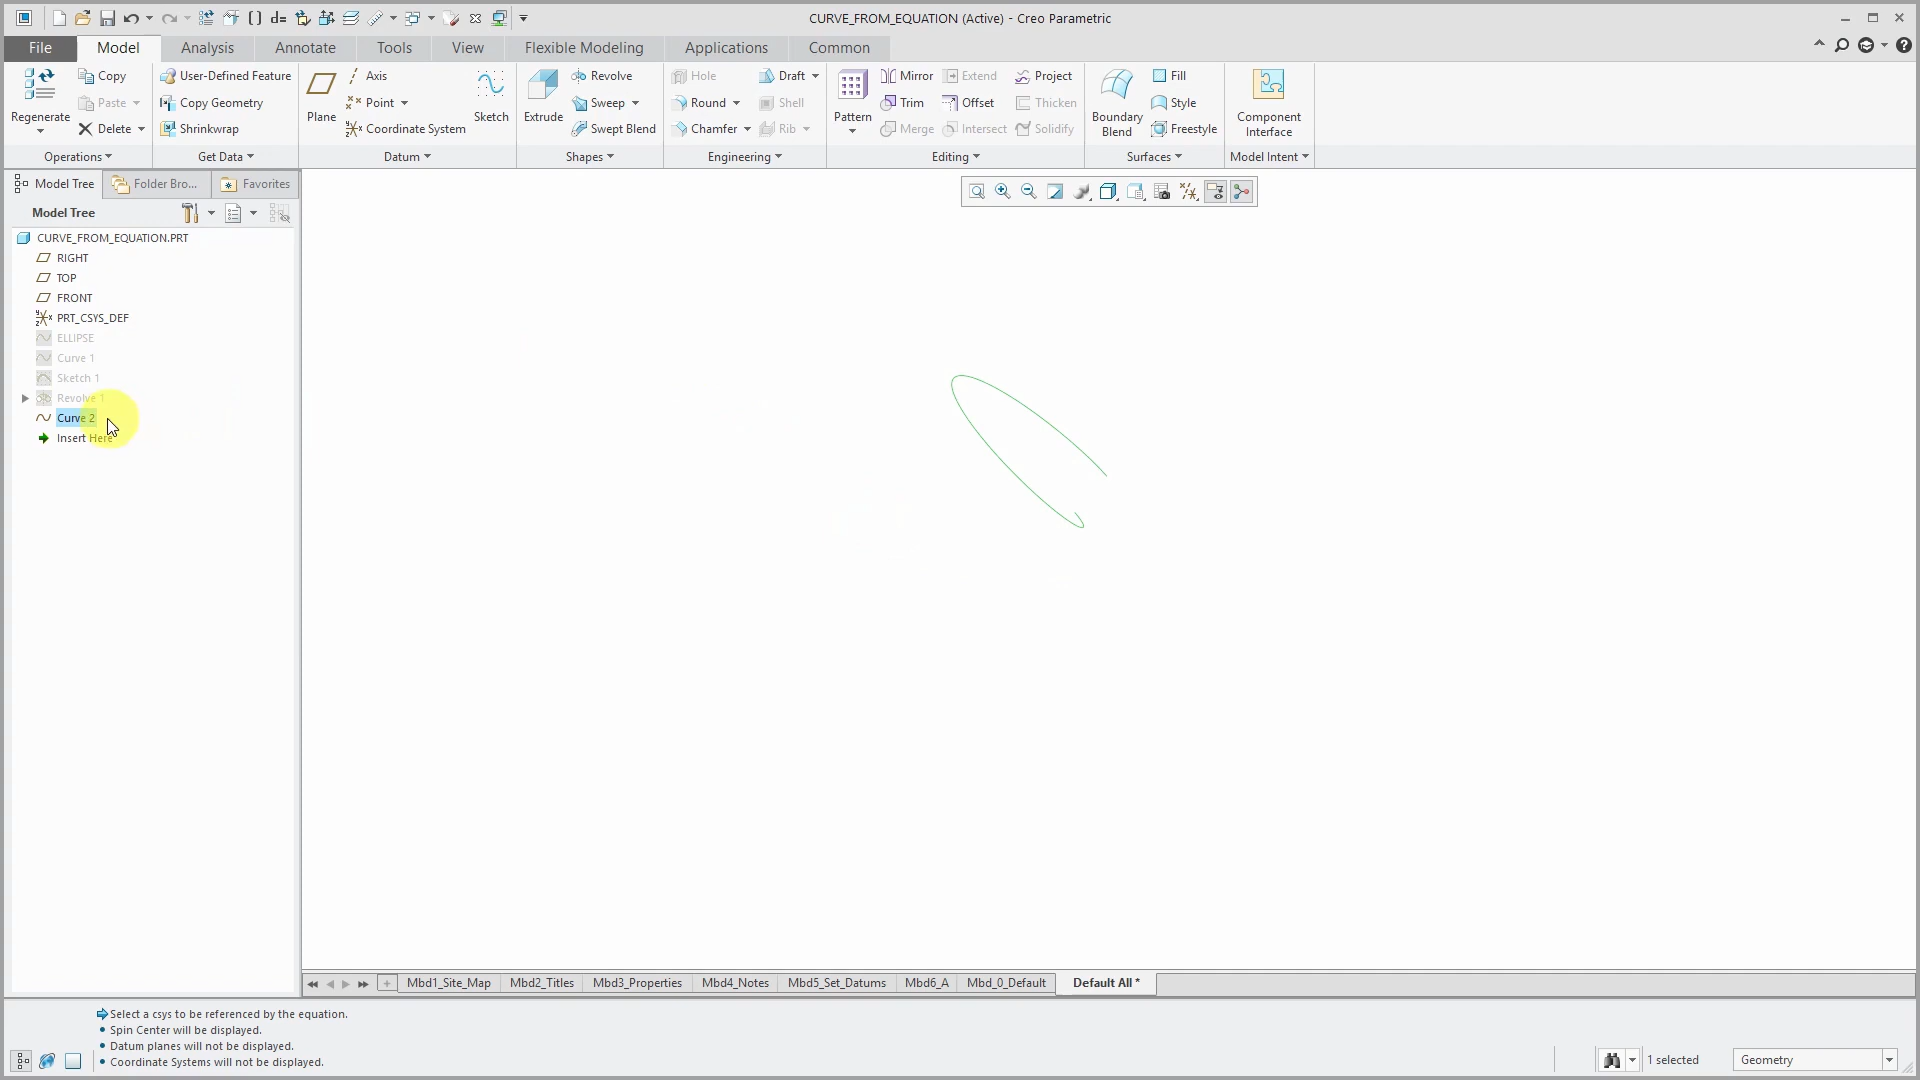 CURVE_FROM_EQUATION (Active) - Creo Parametric
File Model Analysis Annotate Tools View Flexible Modeling Applications Common
Regenerate
Copy
Paste
Delete
Operations
User-Defined Feature
Copy Geometry
Shrinkwrap
Get Data
Plane
Axis
Point
Coordinate System
Sketch
Datum
Extrude
Revolve
Sweep
Swept Blend
Shapes
Hole
Round
Chamfer
Draft
Shell
Rib
Engineering
Pattern
Mirror
Trim
Merge
Extend
Offset
Intersect
Project
Thicken
Solidify
Editing
Boundary
Blend
Fill
Style
Freestyle
Surfaces
Component
Interface
Model Intent
Model Tree Folder Bro... Favorites
Model Tree
CURVE_FROM_EQUATION.PRT
RIGHT
TOP
FRONT
PRT_CSYS_DEF
ELLIPSE
Curve 1
Sketch 1
Revolve 1
Curve 2
Insert Here
Mbd1_Site_Map Mbd2_Titles Mbd3_Properties Mbd4_Notes Mbd5_Set_Datums Mbd6_A Mbd_0_Default Default All *
Select a csys to be referenced by the equation.
• Spin Center will be displayed.
• Datum planes will not be displayed.
• Coordinate Systems will not be displayed.
1 selected
Geometry